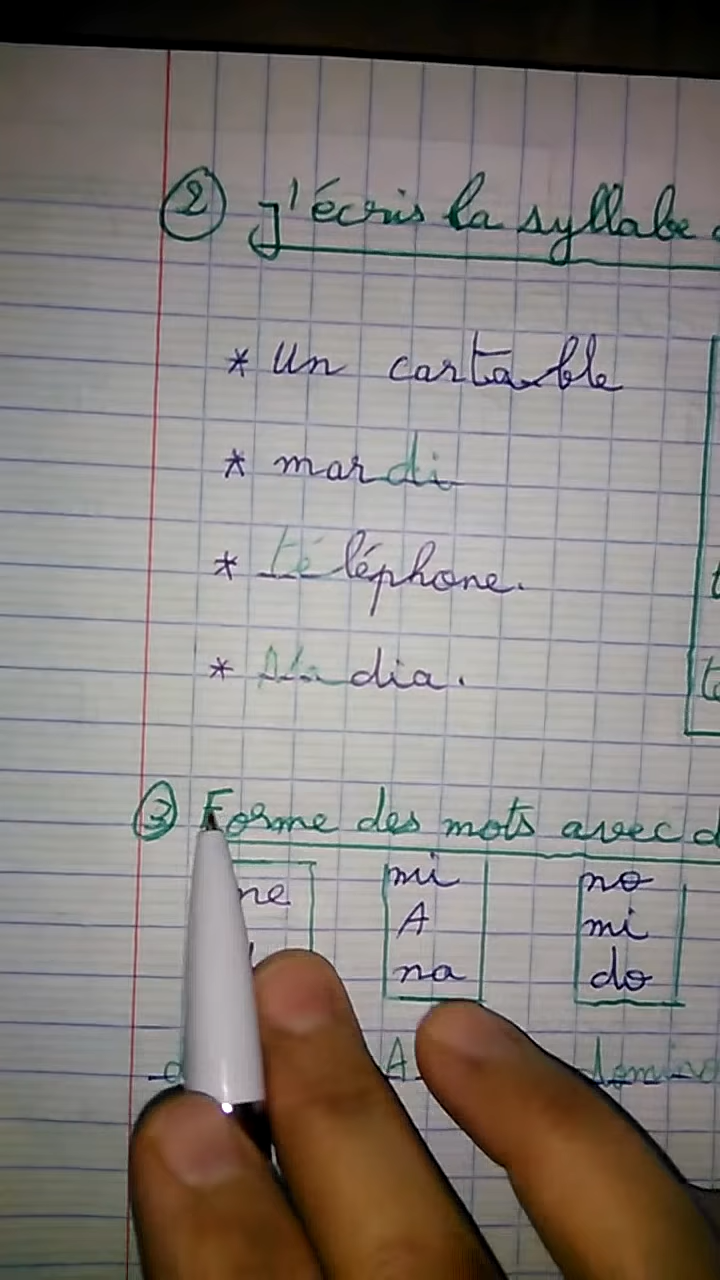 ② J'écris la syllabe
* un cartable
* mardi
* téléphone.
* Nadia.
③ Forme des mots avec d
ne
mi
A
na
no
mi
do
A
domino